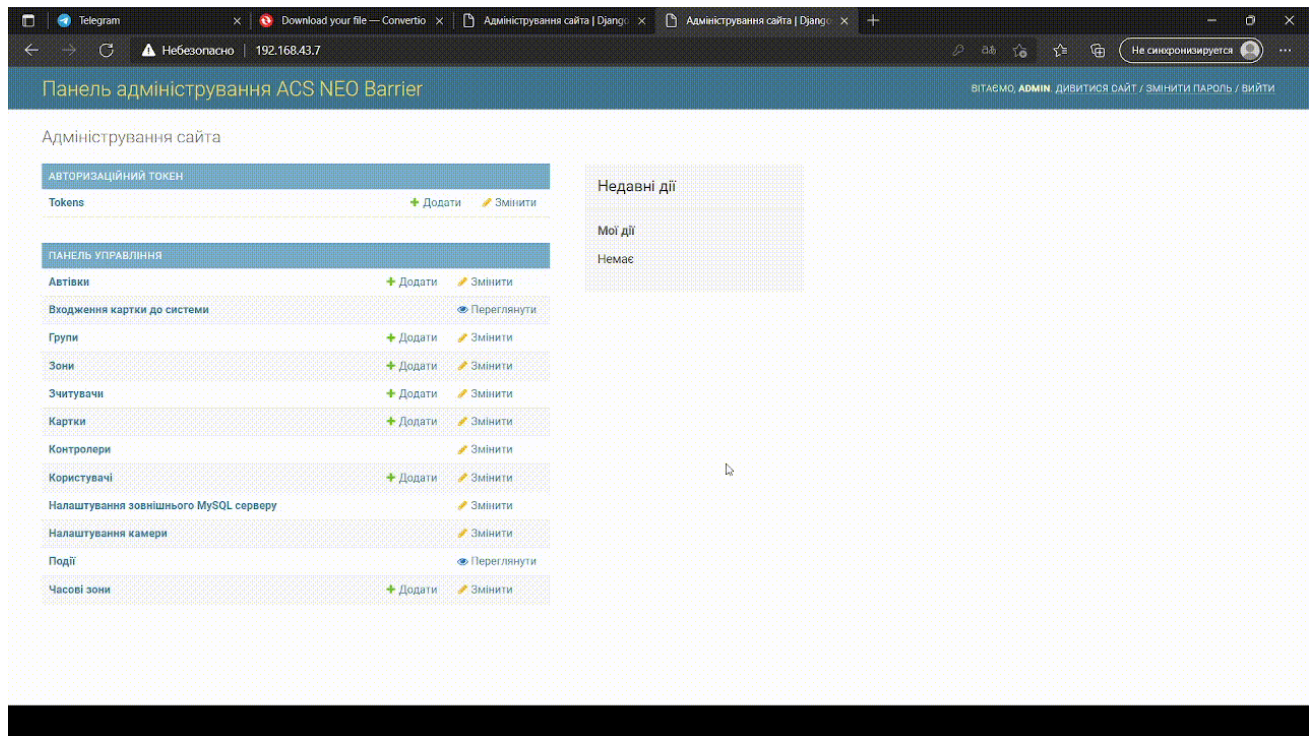 Telegram
Download your file — Convertio
Адміністрування сайта | Django
Адміністрування сайта | Django
Небезопасно
192.168.43.7
Не синхронизируется
Панель адміністрування ACS NEO Barrier
ВІТАЄМО, ADMIN. ДИВИТИСЯ САЙТ / ЗМІНИТИ ПАРОЛЬ / ВИЙТИ
Адміністрування сайта
АВТОРИЗАЦІЙНИЙ ТОКЕН
Tokens Додати Змінити
ПАНЕЛЬ УПРАВЛІННЯ
Автівки Додати Змінити
Входження картки до системи Переглянути
Групи Додати Змінити
Зони Додати Змінити
Зчитувачи Додати Змінити
Картки Додати Змінити
Контролери Змінити
Користувачі Додати Змінити
Налаштування зовнішнього MySQL серверу Змінити
Налаштування камери Змінити
Події Переглянути
Часові зони Додати Змінити
Недавні дії
Мої дії
Немає